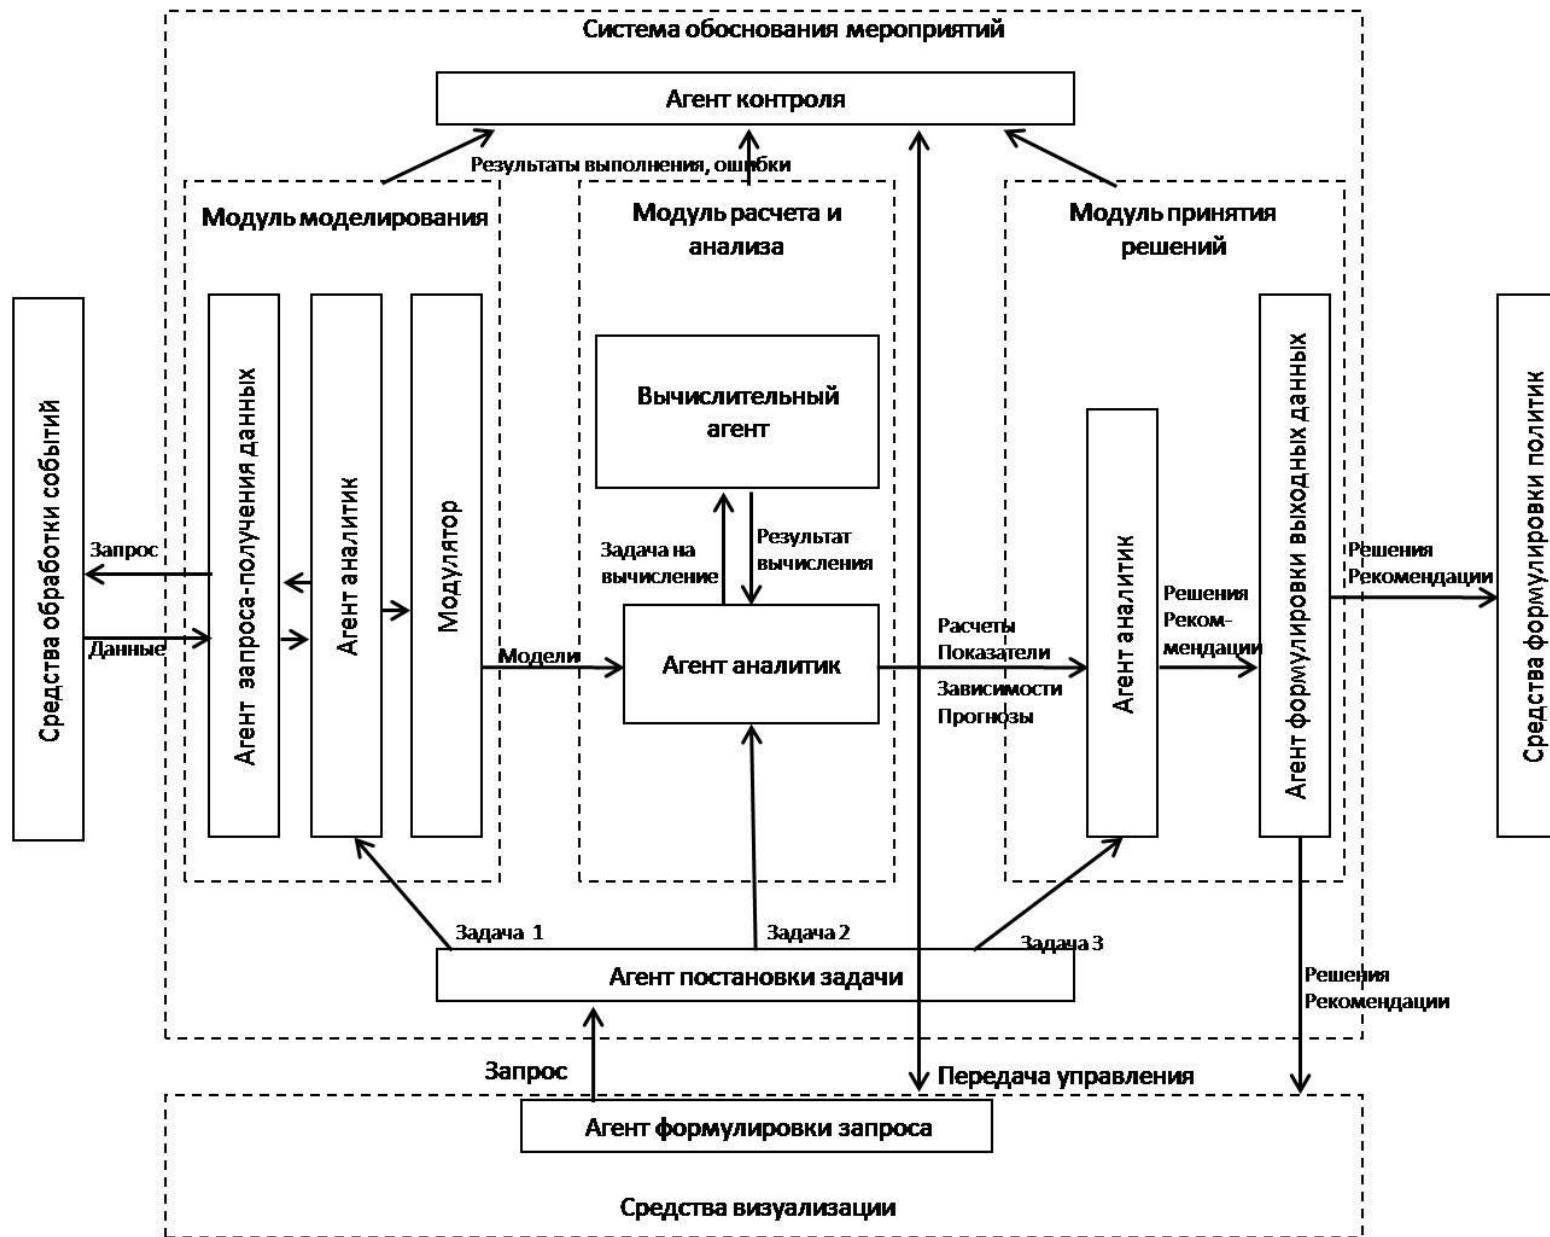 Система обоснования мероприятий
Агент контроля
Результаты выполнения, ошибки
Модуль моделирования
Модуль расчета и
анализа
Модуль принятия
решений
Средства обработки событий
Запрос
Данные
Агент запроса-получения данных
Агент аналитик
Модулятор
Модели
Вычислительный
агент
Задача на
вычисление
Результат
вычисления
Агент аналитик
Расчеты
Показатели
Зависимости
Прогнозы
Агент аналитик
Решения
Реком-
мендации
Агент формулировки выходных данных
Решения
Рекомендации
Средства формулировки политик
Задача 1
Задача 2
Задача 3
Агент постановки задачи
Решения
Рекомендации
Запрос
Передача управления
Агент формулировки запроса
Средства визуализации